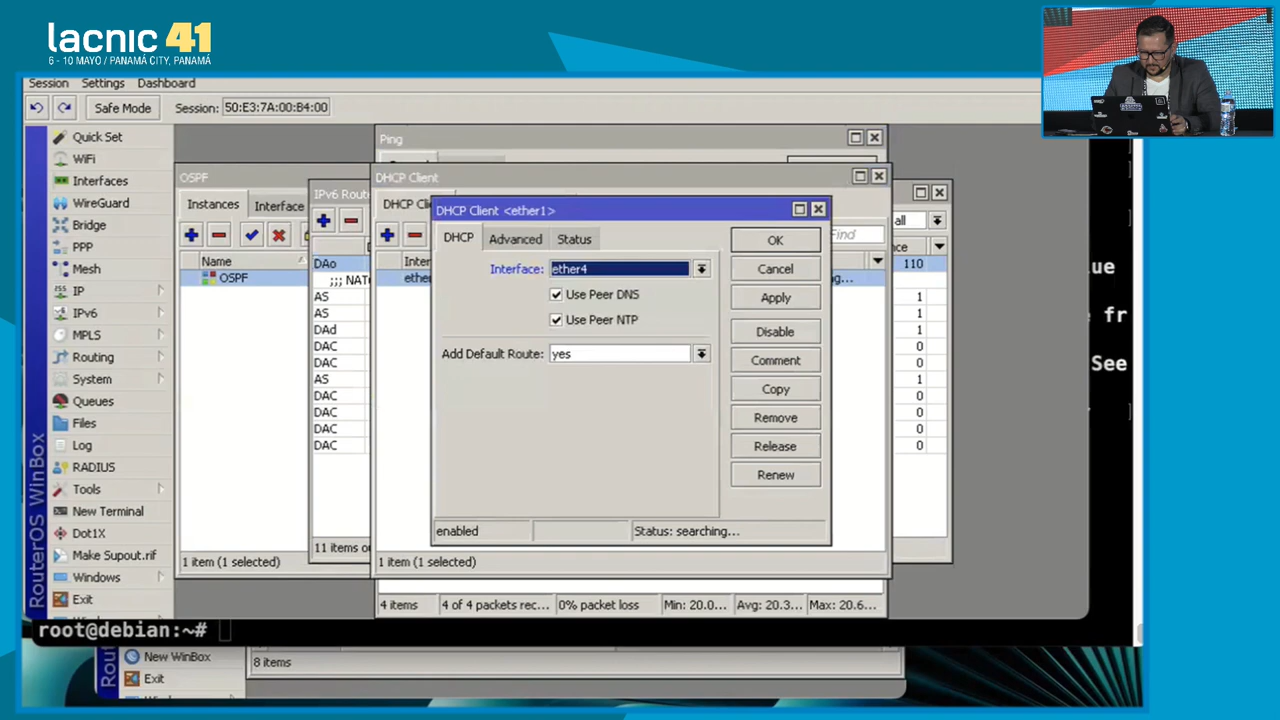 lacnic 41
6 - 10 MAYO / PANAMÁ CITY, PANAMÁ
Session Settings Dashboard
Safe Mode Session: 50:E3:7A:00:B4:00
Quick Set
WiFi
Interfaces
WireGuard
Bridge
PPP
Mesh
IP
IPv6
MPLS
Routing
System
Queues
Files
Log
RADIUS
Tools
New Terminal
Dot1X
Make Supout.rif
Windows
Exit
RouterOS WinBox
OSPF
Instances Interface
Name
OSPF
1 item (1 selected)
IPv6 Rout
DAo
;;; NAT
AS
AS
DAd
DAC
DAC
AS
DAC
DAC
DAC
DAC
11 items o
Ping
DHCP Client
DHCP Cli
Find
Inter
ether
g...
1 item (1 selected)
DHCP Client <ether1>
DHCP Advanced Status
Interface: ether4
Use Peer DNS
Use Peer NTP
Add Default Route: yes
OK
Cancel
Apply
Disable
Comment
Copy
Remove
Release
Renew
enabled Status: searching...
all
nce
110
1
1
1
0
0
1
0
0
0
0
4 items 4 of 4 packets rec... 0% packet loss Min: 20.0... Avg: 20.3... Max: 20.6...
ue
fr
See
root@debian:~#
New WinBox
Exit
8 items